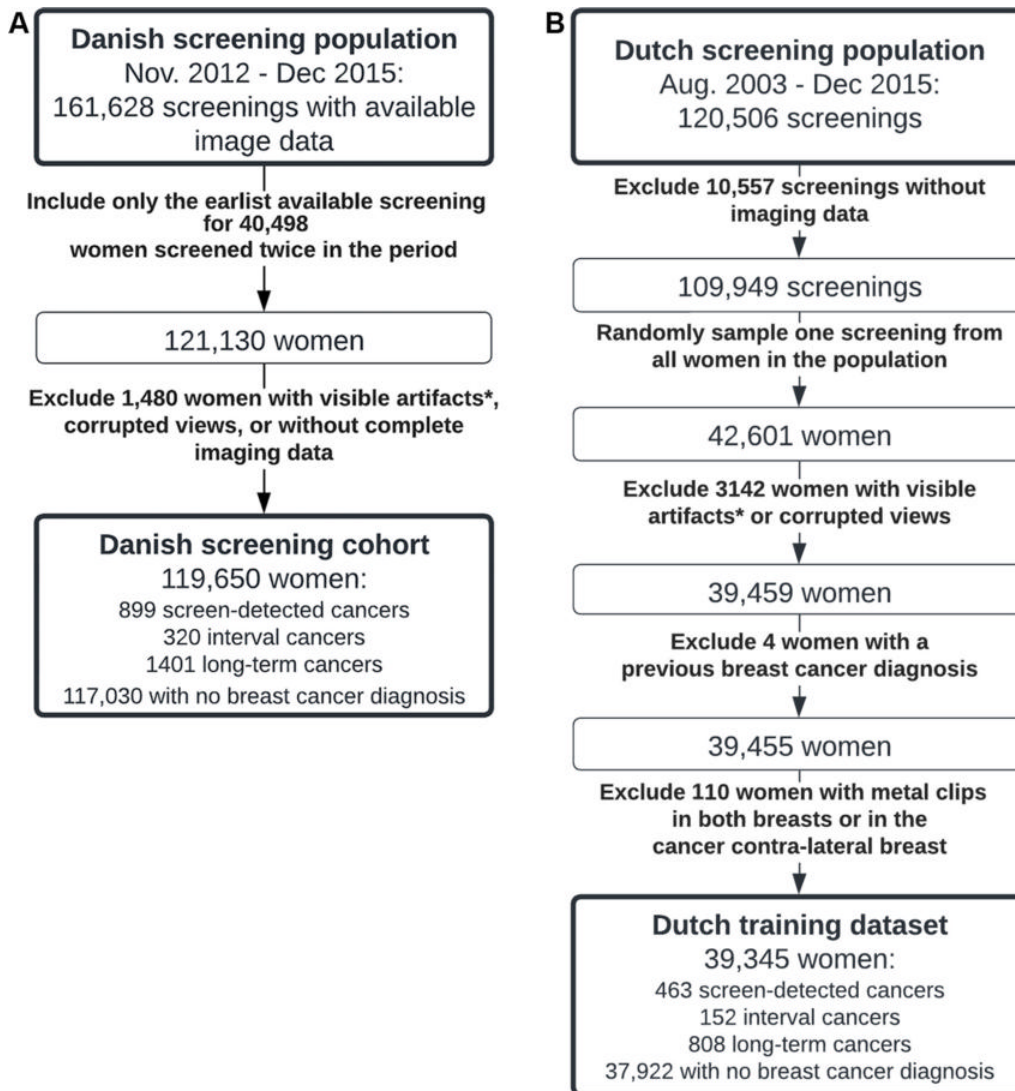 A
Danish screening population
Nov. 2012 - Dec 2015:
161,628 screenings with available
image data
Include only the earlist available screening
for 40,498
women screened twice in the period
121,130 women
Exclude 1,480 women with visible artifacts*,
corrupted views, or without complete
imaging data
Danish screening cohort
119,650 women:
899 screen-detected cancers
320 interval cancers
1401 long-term cancers
117,030 with no breast cancer diagnosis
B
Dutch screening population
Aug. 2003 - Dec 2015:
120,506 screenings
Exclude 10,557 screenings without
imaging data
109,949 screenings
Randomly sample one screening from
all women in the population
42,601 women
Exclude 3142 women with visible
artifacts* or corrupted views
39,459 women
Exclude 4 women with a
previous breast cancer diagnosis
39,455 women
Exclude 110 women with metal clips
in both breasts or in the
cancer contra-lateral breast
Dutch training dataset
39,345 women:
463 screen-detected cancers
152 interval cancers
808 long-term cancers
37,922 with no breast cancer diagnosis